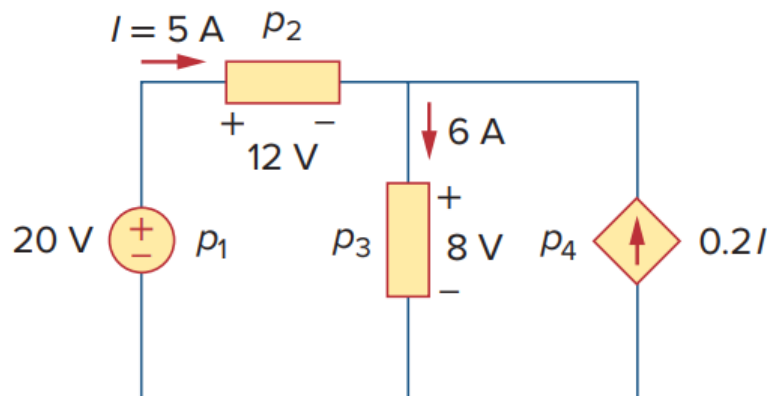 I = 5 A
p2
+ −
12 V
6 A
20 V
+
−
p1
p3
+
8 V
−
p4
0.2I